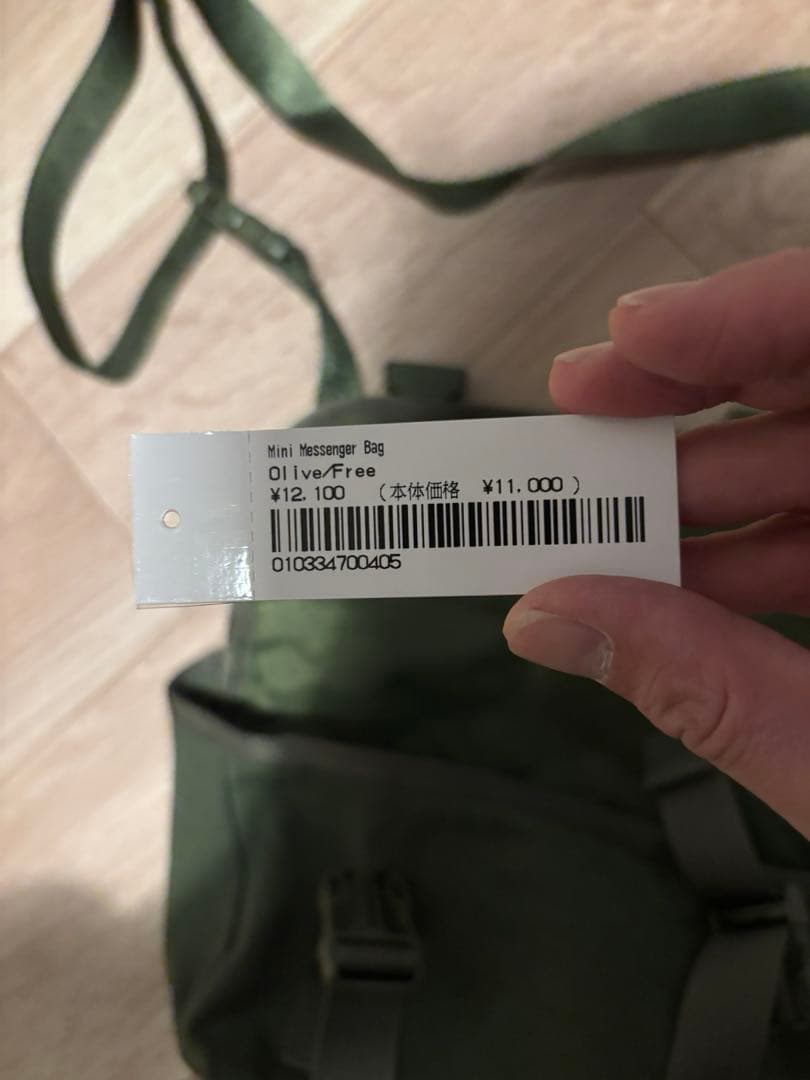 Mini Messenger Bag
Olive/Free
¥12,100 (本体価格 ¥11,000)
010334700405